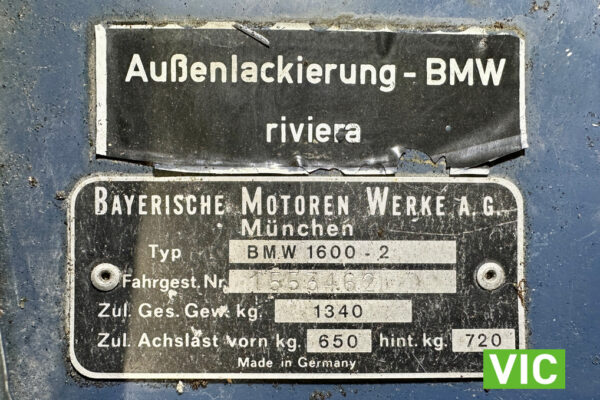 Außenlackierung - BMW
riviera
BAYERISCHE MOTOREN WERKE A.G.
München
Typ BMW 1600 - 2
Fahrgest. Nr. 1553462
Zul. Ges. Gew. kg. 1340
Zul. Achslast vorn kg. 650 hint. kg. 720
Made in Germany
VIC